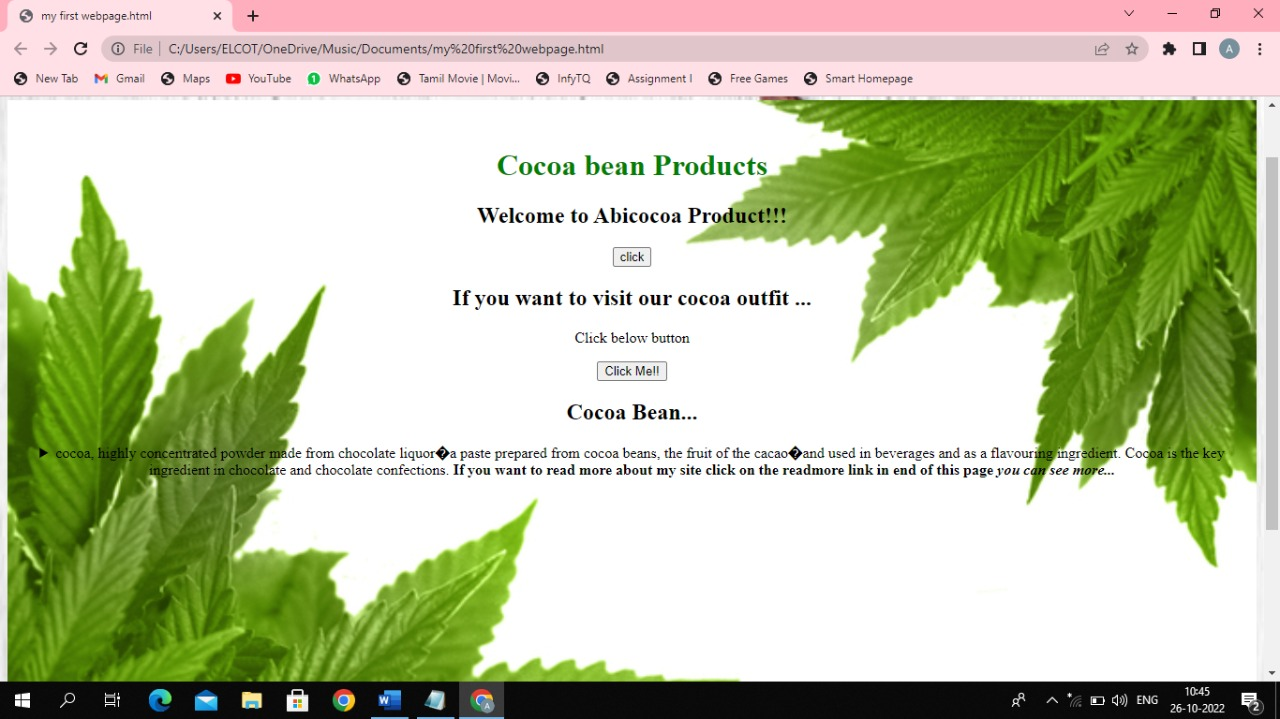 my first webpage.html
File C:/Users/ELCOT/OneDrive/Music/Documents/my%20first%20webpage.html
A
New Tab Gmail Maps YouTube 1 WhatsApp Tamil Movie | Movi... InfyTQ Assignment I Free Games Smart Homepage
Cocoa bean Products
Welcome to Abicocoa Product!!!
click
If you want to visit our cocoa outfit ...
Click below button
Click Me!!
Cocoa Bean...
▶ cocoa, highly concentrated powder made from chocolate liquor�a paste prepared from cocoa beans, the fruit of the cacao�and used in beverages and as a flavouring ingredient. Cocoa is the key
ingredient in chocolate and chocolate confections. If you want to read more about my site click on the readmore link in end of this page you can see more...
W A ENG 10:45
26-10-2022 2